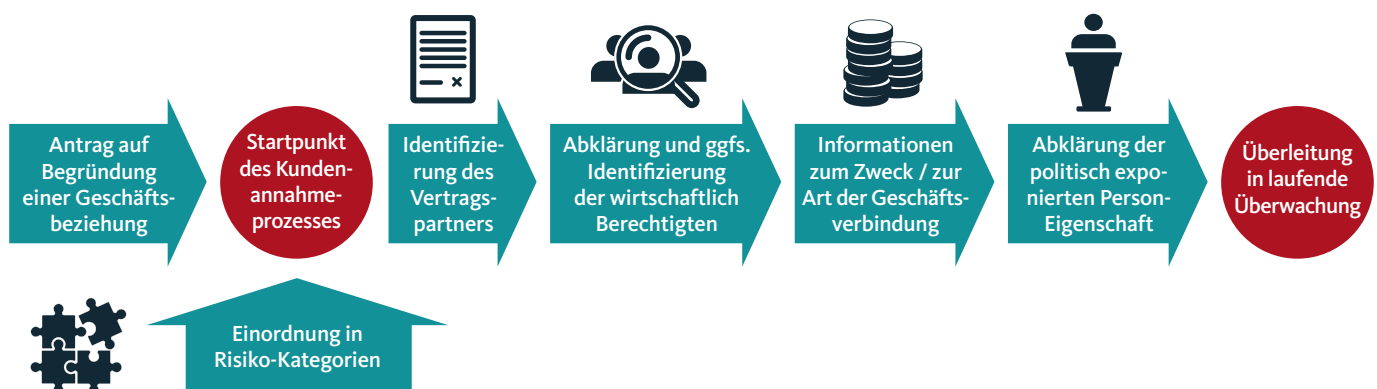 Antrag auf
Begründung
einer Geschäfts-
beziehung
Startpunkt
des Kunden-
annahme-
prozesses
Identifizie-
rung des
Vertrags-
partners
Abklärung und ggfs.
Identifizierung
der wirtschaftlich
Berechtigten
Informationen
zum Zweck / zur
Art der Geschäfts-
verbindung
Abklärung der
politisch expo-
nierten Person-
Eigenschaft
Überleitung
in laufende
Überwachung
Einordnung in
Risiko-Kategorien